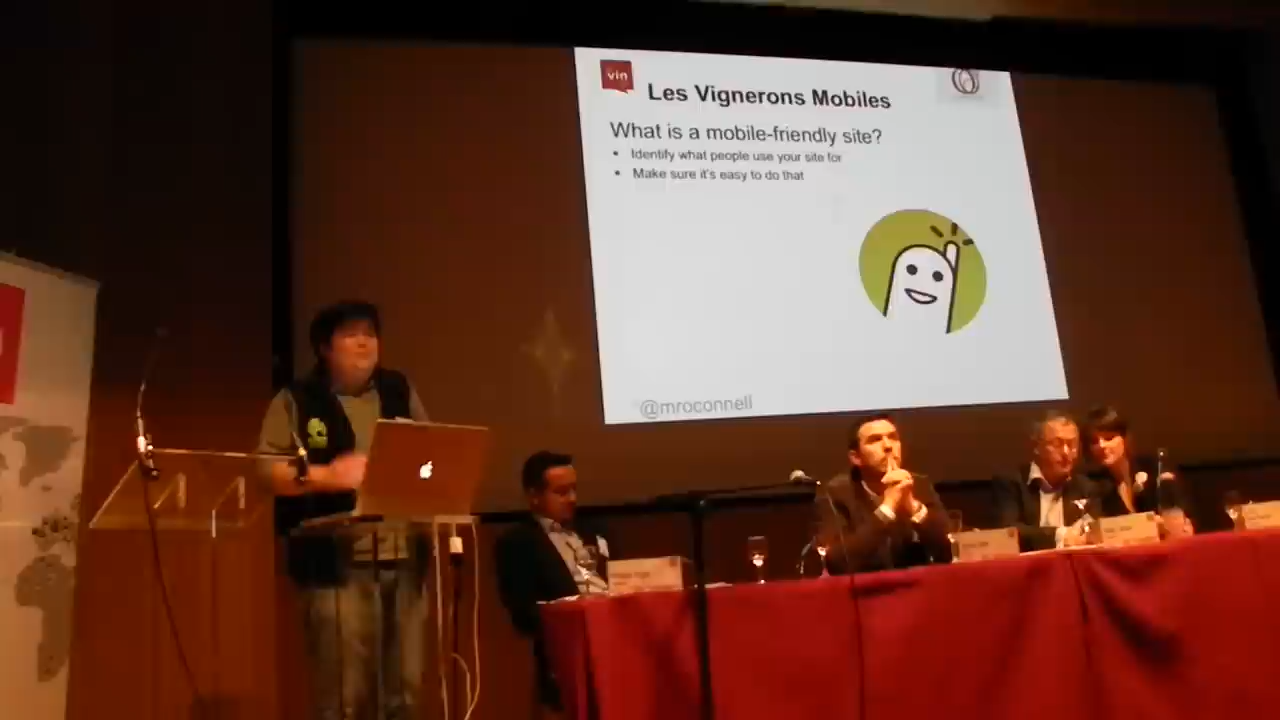 vin
Les Vignerons Mobiles
What is a mobile-friendly site?
• Identify what people use your site for
• Make sure it's easy to do that
@mroconnell